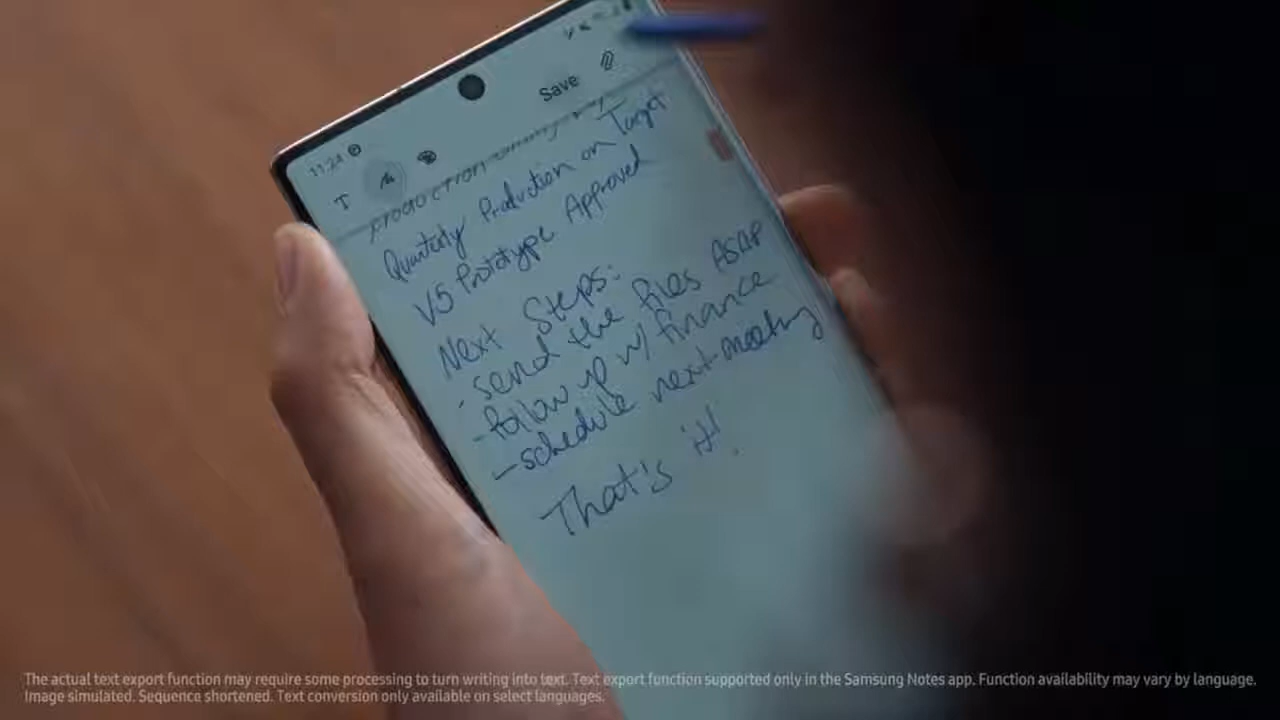 11:24
Save
T
Quarterly Production on Target
V5 Prototype Approved
Next Steps:
- send the files ASAP
- follow up w/ finance
- schedule next meeting
That's it!
The actual text export function may require some processing to turn writing into text. Text export function supported only in the Samsung Notes app. Function availability may vary by language.
Image simulated. Sequence shortened. Text conversion only available on select languages.